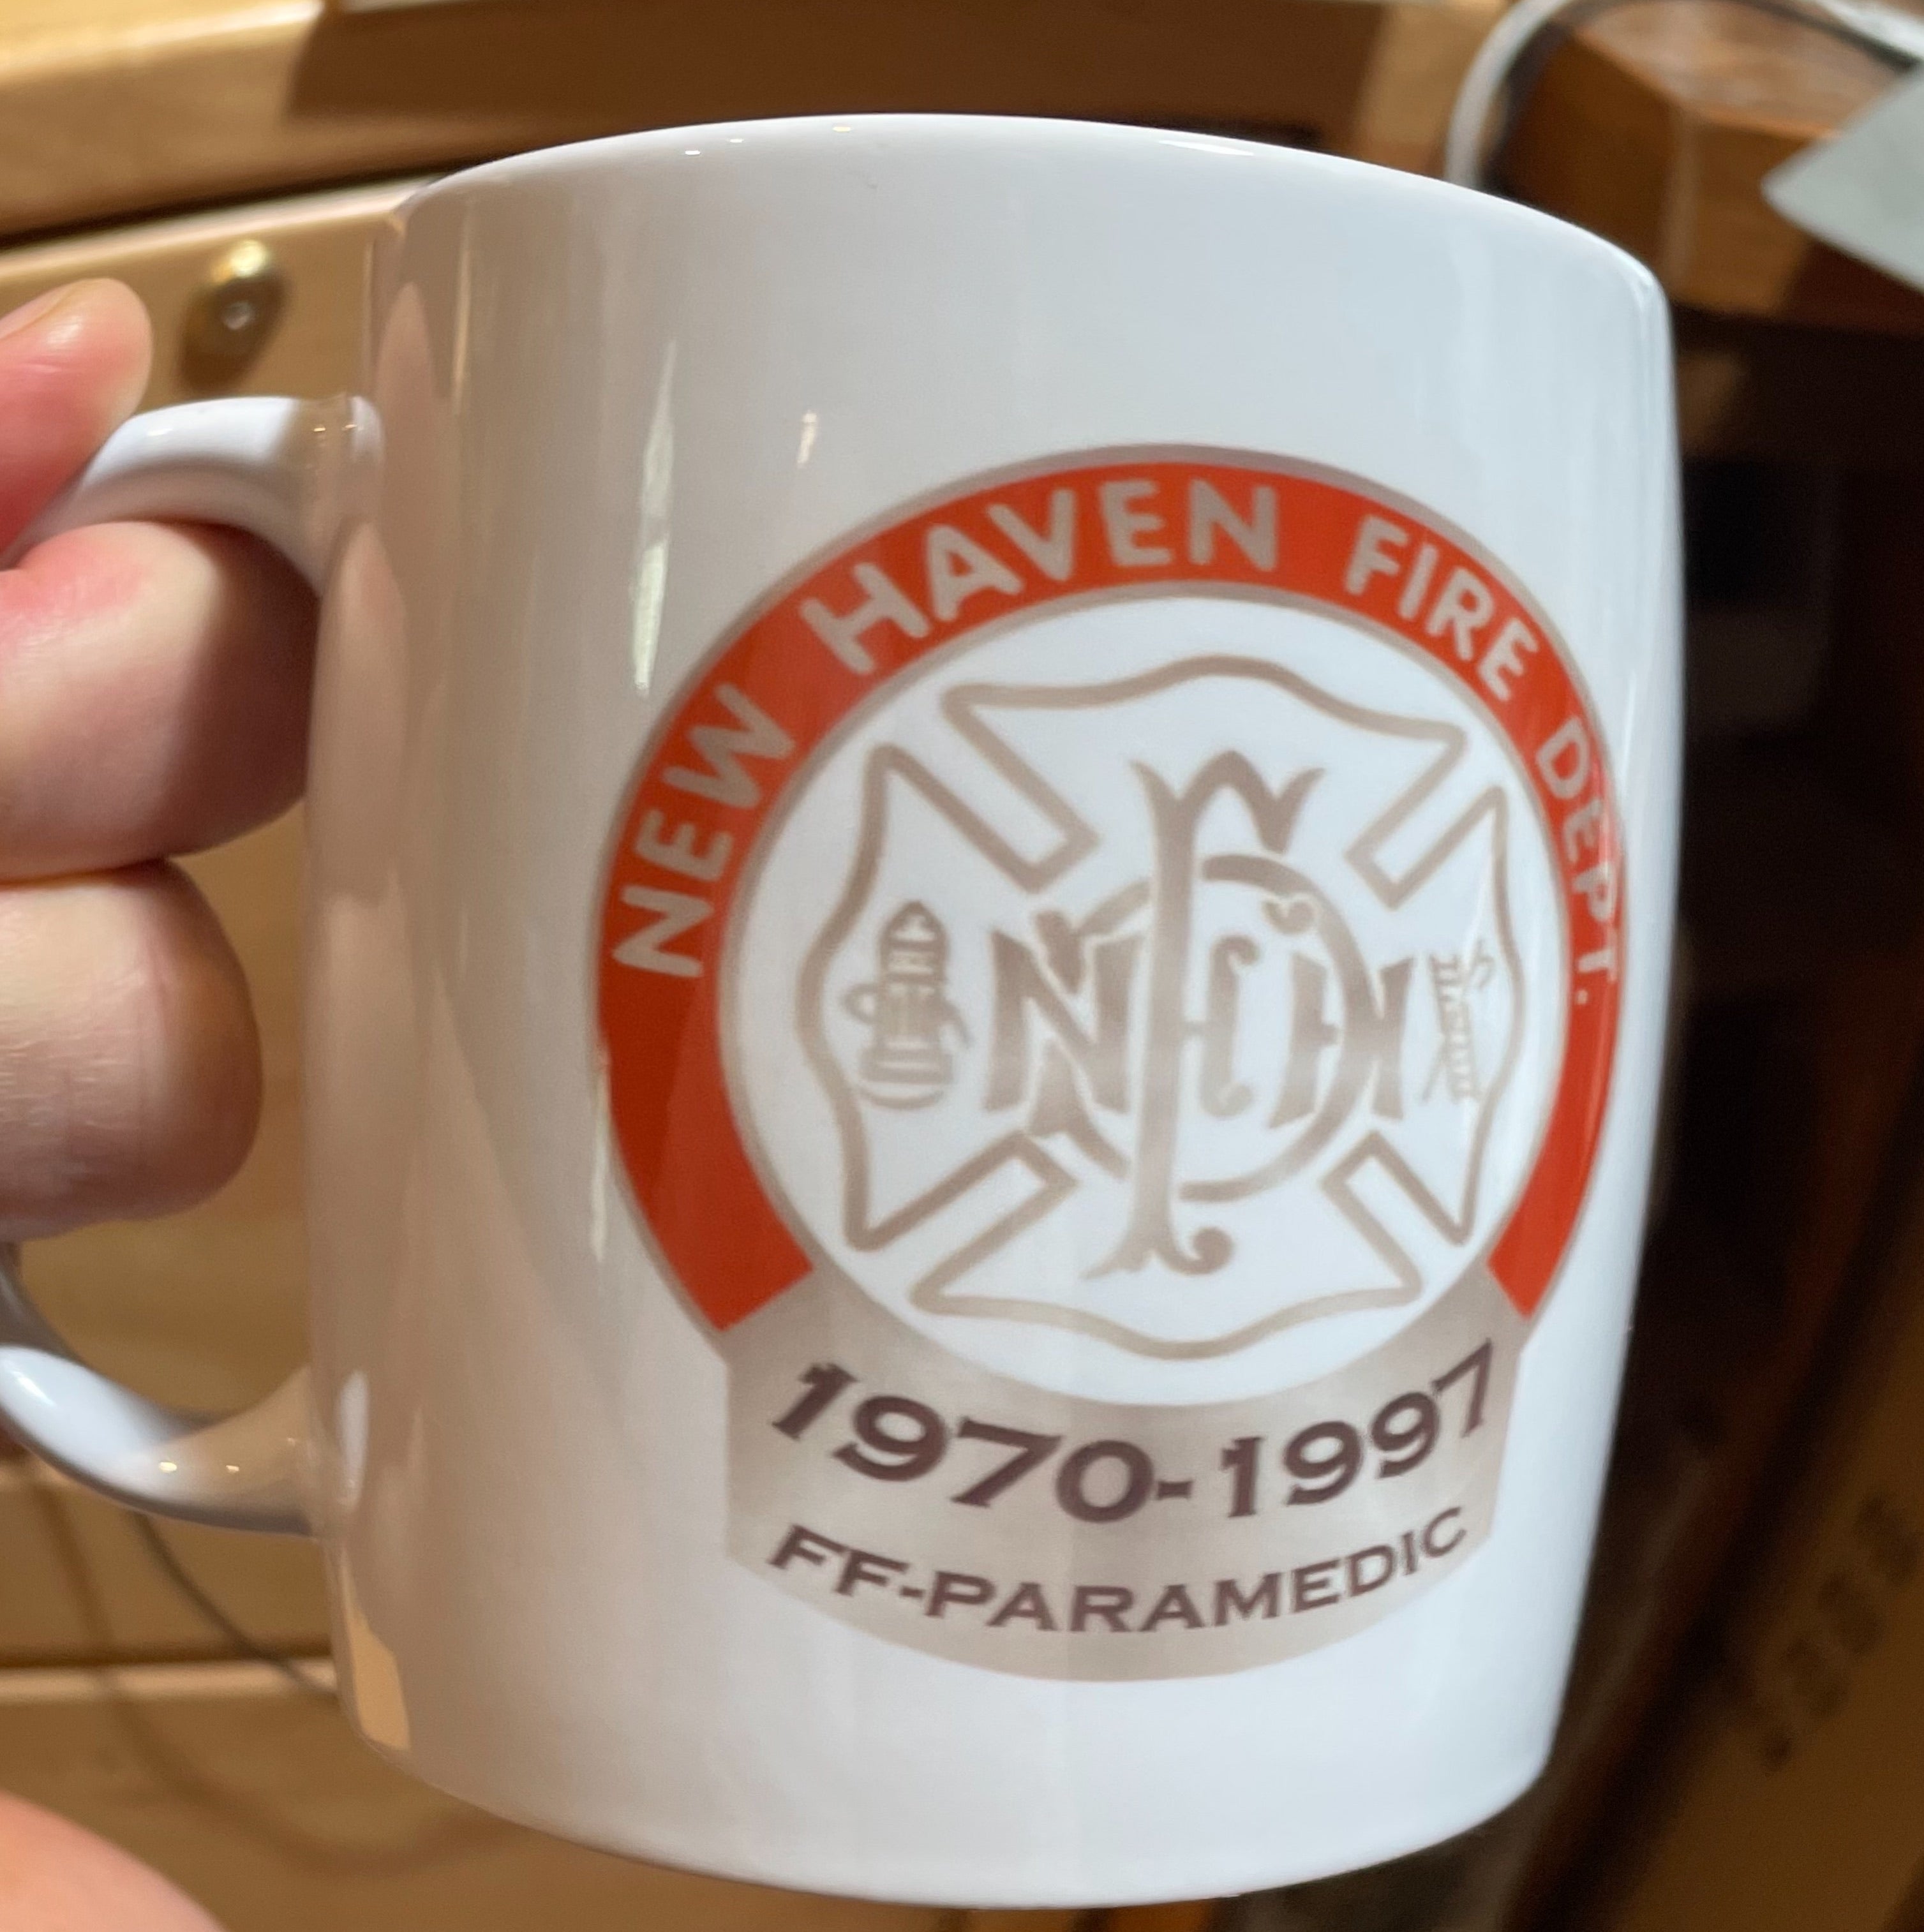 NEW HAVEN FIRE DEPT.
NHFD
1970-1997
FF-PARAMEDIC